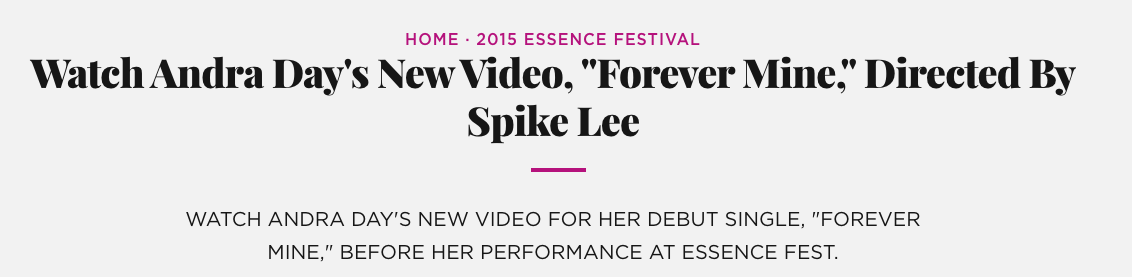 HOME · 2015 ESSENCE FESTIVAL
Watch Andra Day's New Video, "Forever Mine," Directed By
Spike Lee
WATCH ANDRA DAY'S NEW VIDEO FOR HER DEBUT SINGLE, "FOREVER
MINE," BEFORE HER PERFORMANCE AT ESSENCE FEST.